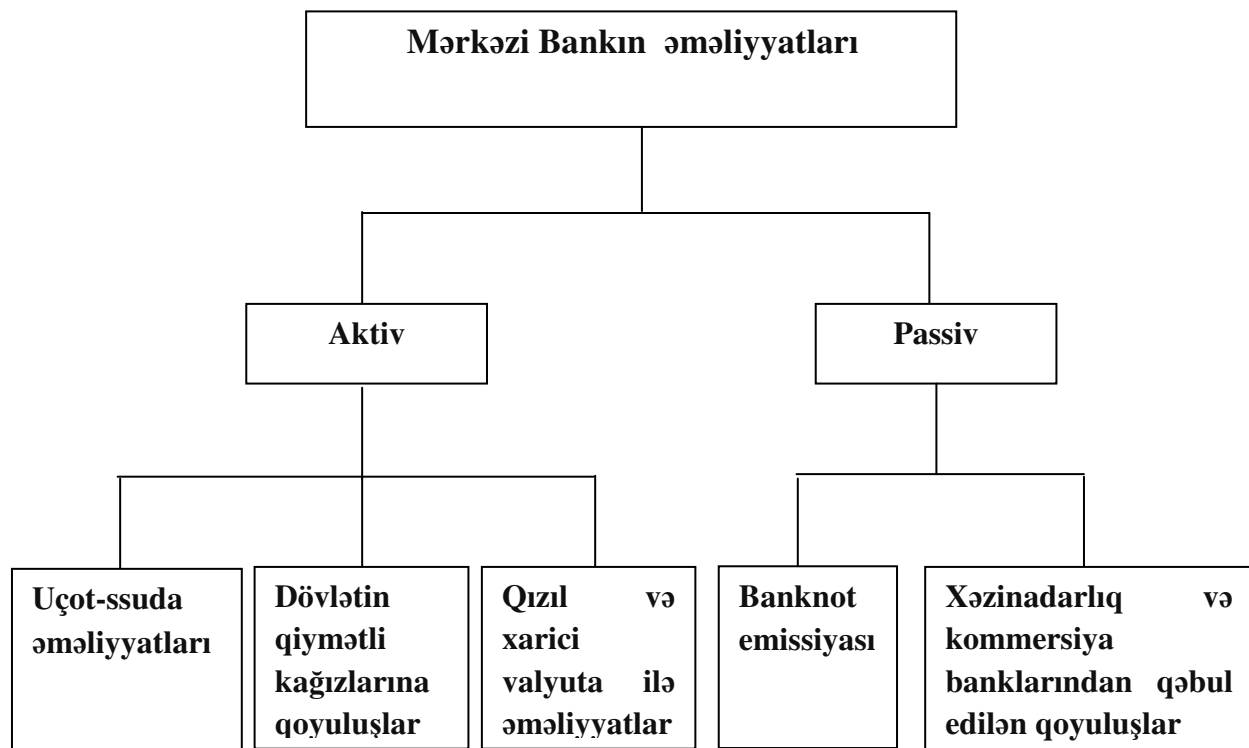 Mərkəzi Bankın əməliyyatları
Aktiv
Passiv
Uçot-ssuda
əməliyyatları
Dövlətin
qiymətli
kağızlarına
qoyuluşlar
Qızıl və
xarici
valyuta ilə
əməliyyatlar
Banknot
emissiyası
Xəzinadarlıq və
kommersiya
banklarından qəbul
edilən qoyuluşlar